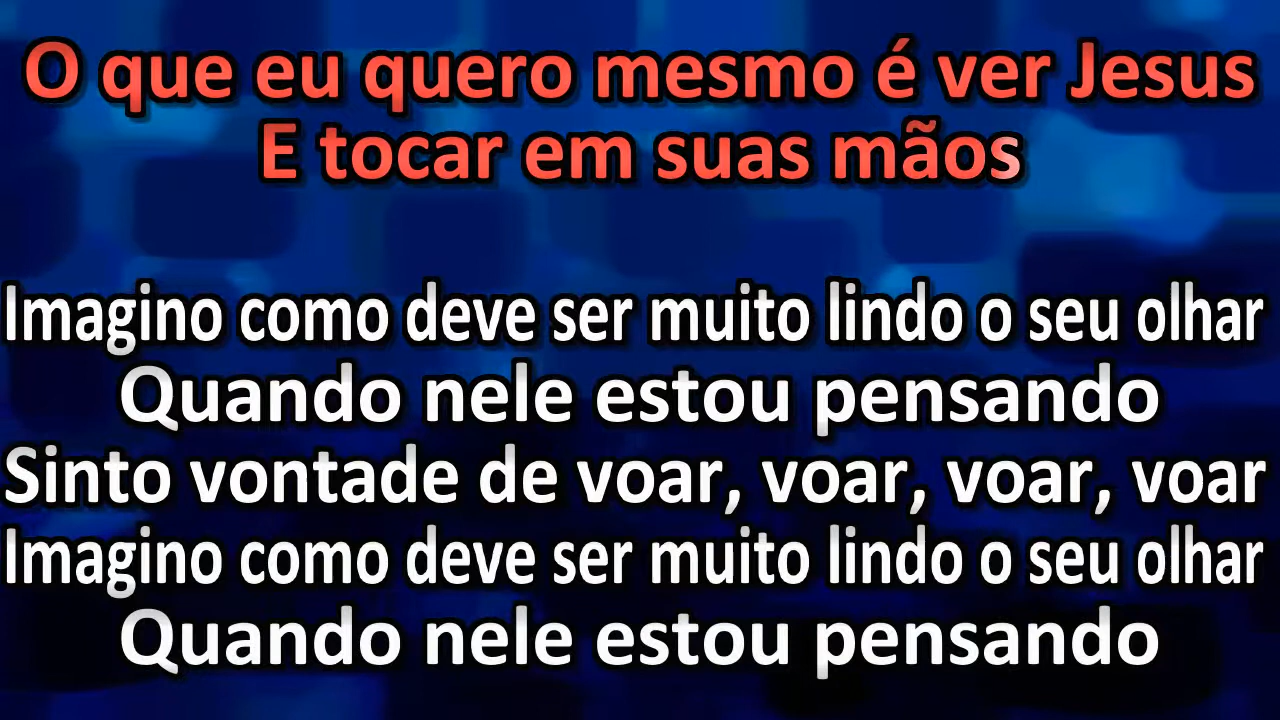 O que eu quero mesmo é ver Jesus
E tocar em suas mãos
Imagino como deve ser muito lindo o seu olhar
Quando nele estou pensando
Sinto vontade de voar, voar, voar, voar
Imagino como deve ser muito lindo o seu olhar
Quando nele estou pensando